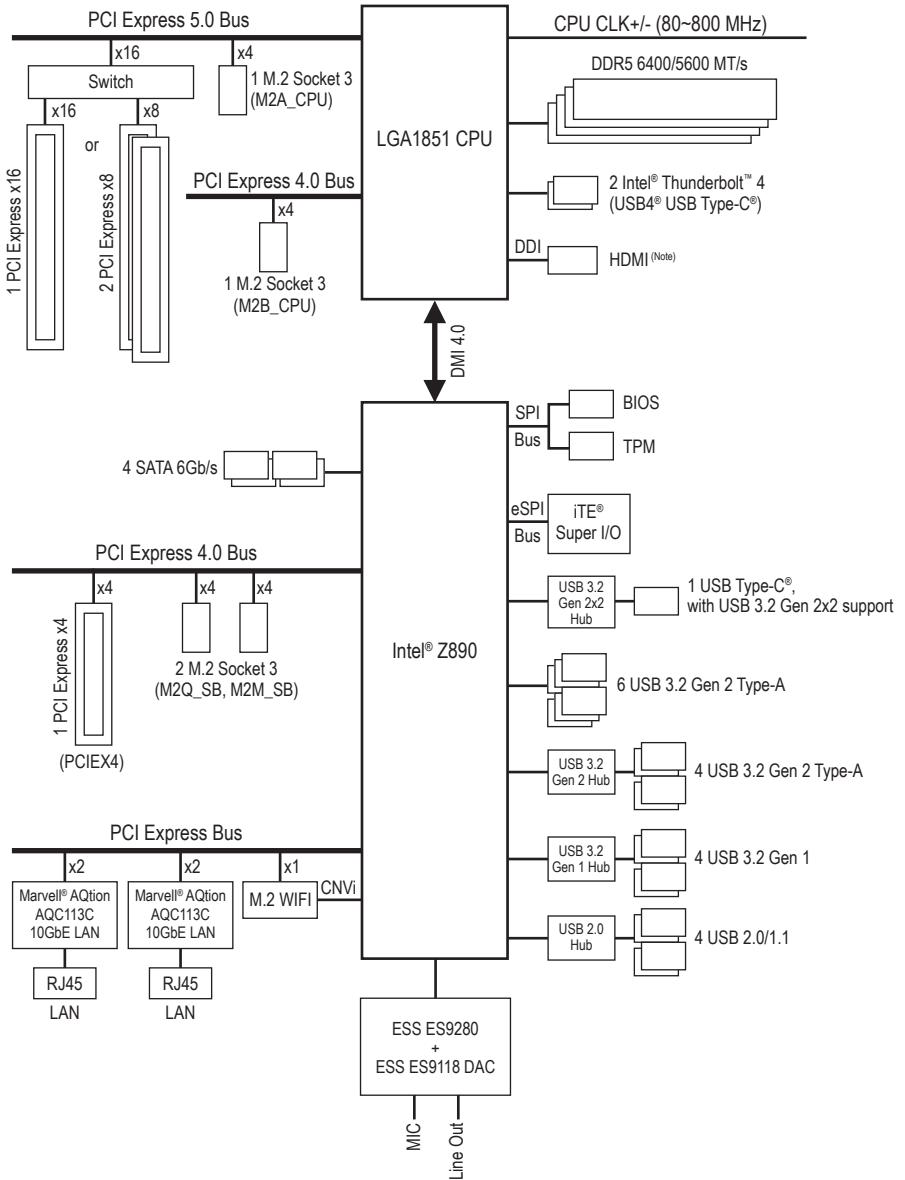 PCI Express 5.0 Bus
x16
Switch
x16
x8
or
1 PCI Express x16
2 PCI Express x8
x4
1 M.2 Socket 3
(M2A_CPU)
PCI Express 4.0 Bus
x4
1 M.2 Socket 3
(M2B_CPU)
LGA1851 CPU
CPU CLK+/- (80~800 MHz)
DDR5 6400/5600 MT/s
2 Intel® Thunderbolt™ 4
(USB4® USB Type-C®)
DDI
HDMI (Note)
DMI 4.0
4 SATA 6Gb/s
PCI Express 4.0 Bus
x4
x4
x4
1 PCI Express x4
(PCIEX4)
2 M.2 Socket 3
(M2Q_SB, M2M_SB)
Intel® Z890
SPI
Bus
BIOS
TPM
eSPI
Bus
iTE®
Super I/O
USB 3.2
Gen 2x2
Hub
1 USB Type-C®,
with USB 3.2 Gen 2x2 support
6 USB 3.2 Gen 2 Type-A
USB 3.2
Gen 2 Hub
4 USB 3.2 Gen 2 Type-A
USB 3.2
Gen 1 Hub
4 USB 3.2 Gen 1
USB 2.0
Hub
4 USB 2.0/1.1
PCI Express Bus
x2
x2
x1
Marvell® AQtion
AQC113C
10GbE LAN
Marvell® AQtion
AQC113C
10GbE LAN
M.2 WIFI
CNVi
RJ45
LAN
RJ45
LAN
ESS ES9280
+
ESS ES9118 DAC
MIC
Line Out